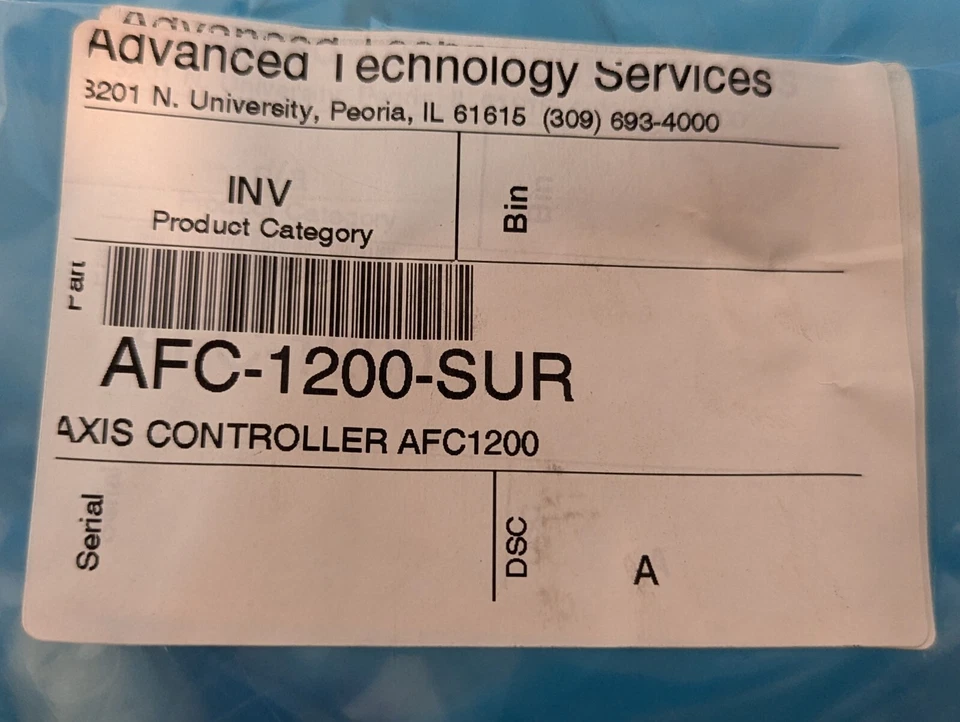 Advanced Technology Services
3201 N. University, Peoria, IL 61615 (309) 693-4000
INV
Product Category
Bin
Part
AFC-1200-SUR
AXIS CONTROLLER AFC1200
Serial
DSC
A